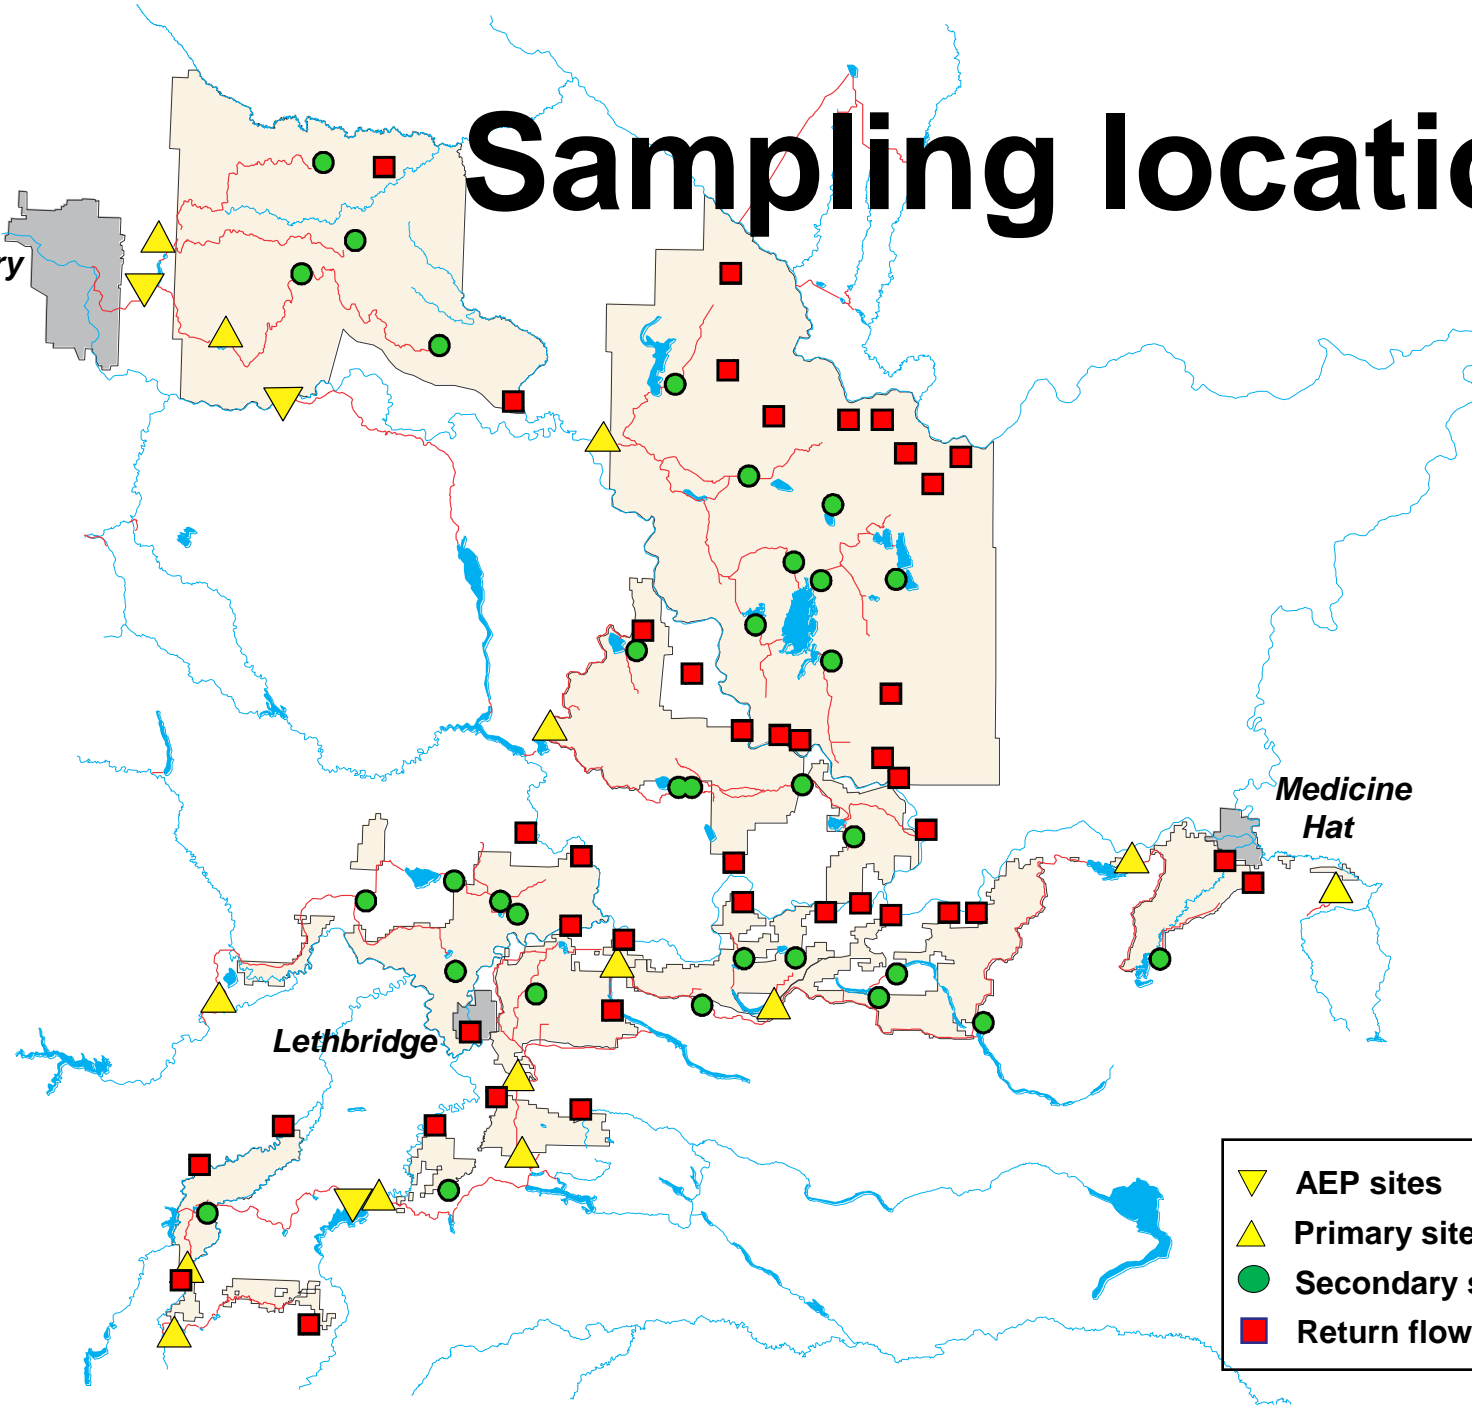 Sampling locatio
ry
Medicine
Hat
Lethbridge
AEP sites
Primary site
Secondary s
Return flow